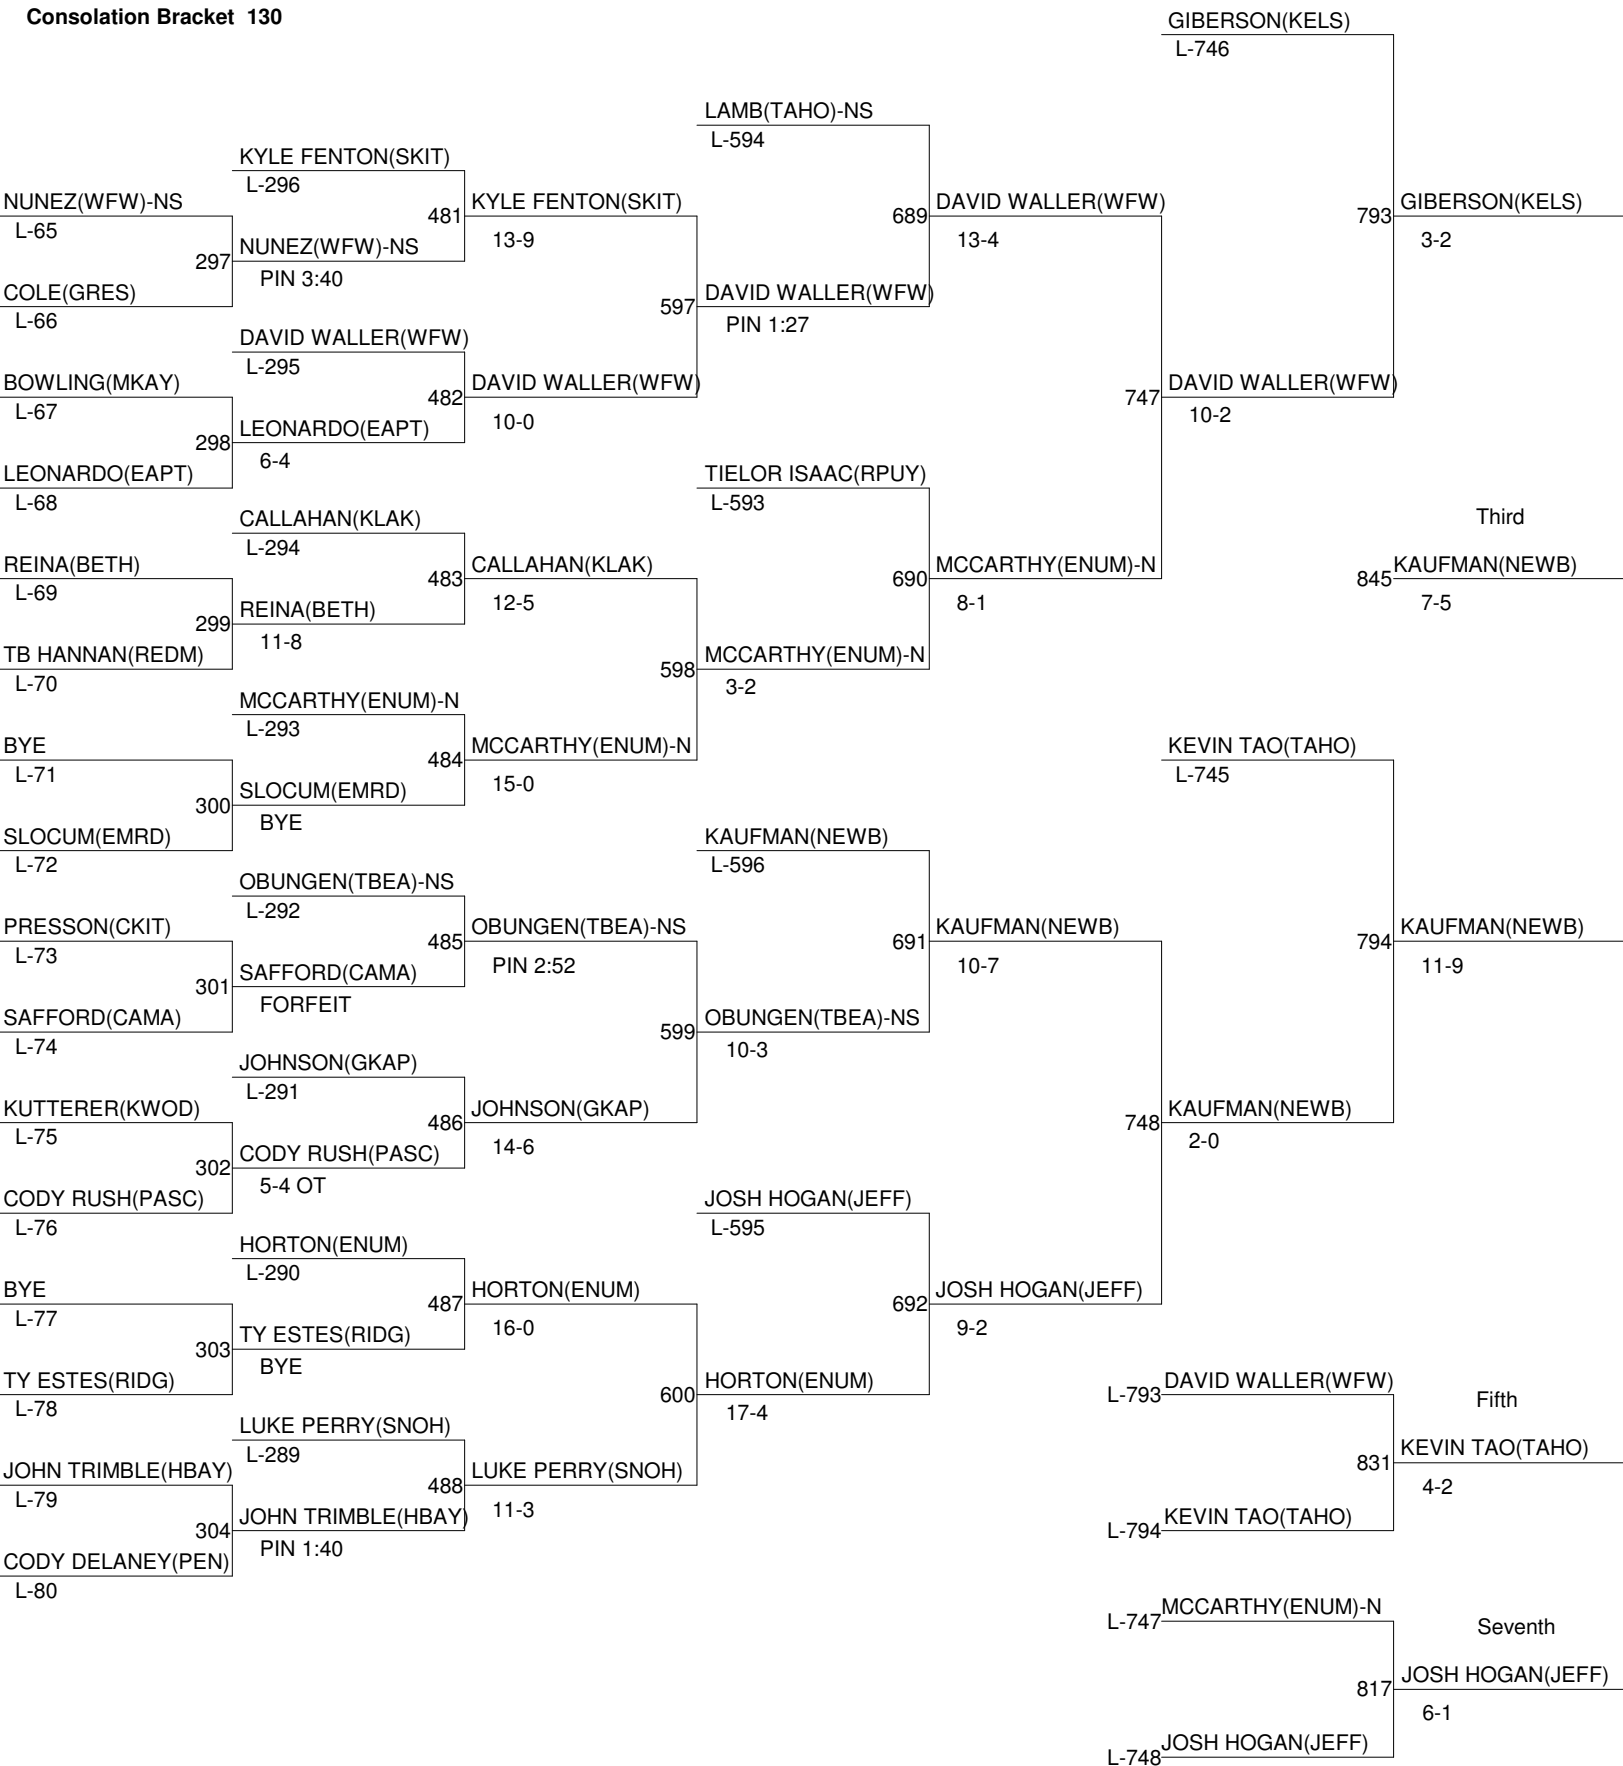 Consolation Bracket 130
GIBERSON(KELS)
L-746
LAMB(TAHO)-NS
L-594
KYLE FENTON(SKIT)
L-296
NUNEZ(WFW)-NS
L-65
481
KYLE FENTON(SKIT)
13-9
689
DAVID WALLER(WFW)
13-4
793
GIBERSON(KELS)
3-2
297
NUNEZ(WFW)-NS
PIN 3:40
COLE(GRES)
L-66
597
DAVID WALLER(WFW)
PIN 1:27
DAVID WALLER(WFW)
L-295
BOWLING(MKAY)
L-67
482
DAVID WALLER(WFW)
10-0
747
DAVID WALLER(WFW)
10-2
298
LEONARDO(EAPT)
6-4
LEONARDO(EAPT)
L-68
TIELOR ISAAC(RPUY)
L-593
CALLAHAN(KLAK)
L-294
Third
REINA(BETH)
L-69
483
CALLAHAN(KLAK)
12-5
690
MCCARTHY(ENUM)-N
8-1
845
KAUFMAN(NEWB)
7-5
299
REINA(BETH)
11-8
TB HANNAN(REDM)
L-70
598
MCCARTHY(ENUM)-N
3-2
MCCARTHY(ENUM)-N
L-293
BYE
L-71
484
MCCARTHY(ENUM)-N
15-0
KEVIN TAO(TAHO)
L-745
300
SLOCUM(EMRD)
BYE
SLOCUM(EMRD)
L-72
KAUFMAN(NEWB)
L-596
OBUNGEN(TBEA)-NS
L-292
PRESSON(CKIT)
L-73
485
OBUNGEN(TBEA)-NS
PIN 2:52
691
KAUFMAN(NEWB)
10-7
794
KAUFMAN(NEWB)
11-9
301
SAFFORD(CAMA)
FORFEIT
SAFFORD(CAMA)
L-74
599
OBUNGEN(TBEA)-NS
10-3
JOHNSON(GKAP)
L-291
KUTTERER(KWOD)
L-75
486
JOHNSON(GKAP)
14-6
748
KAUFMAN(NEWB)
2-0
302
CODY RUSH(PASC)
5-4 OT
CODY RUSH(PASC)
L-76
JOSH HOGAN(JEFF)
L-595
HORTON(ENUM)
L-290
BYE
L-77
487
HORTON(ENUM)
16-0
692
JOSH HOGAN(JEFF)
9-2
303
TY ESTES(RIDG)
BYE
TY ESTES(RIDG)
L-78
600
HORTON(ENUM)
17-4
L-793
DAVID WALLER(WFW)
Fifth
LUKE PERRY(SNOH)
L-289
831
KEVIN TAO(TAHO)
4-2
JOHN TRIMBLE(HBAY)
L-79
488
LUKE PERRY(SNOH)
11-3
304
JOHN TRIMBLE(HBAY)
PIN 1:40
L-794
KEVIN TAO(TAHO)
CODY DELANEY(PEN)
L-80
L-747
MCCARTHY(ENUM)-N
Seventh
817
JOSH HOGAN(JEFF)
6-1
L-748
JOSH HOGAN(JEFF)